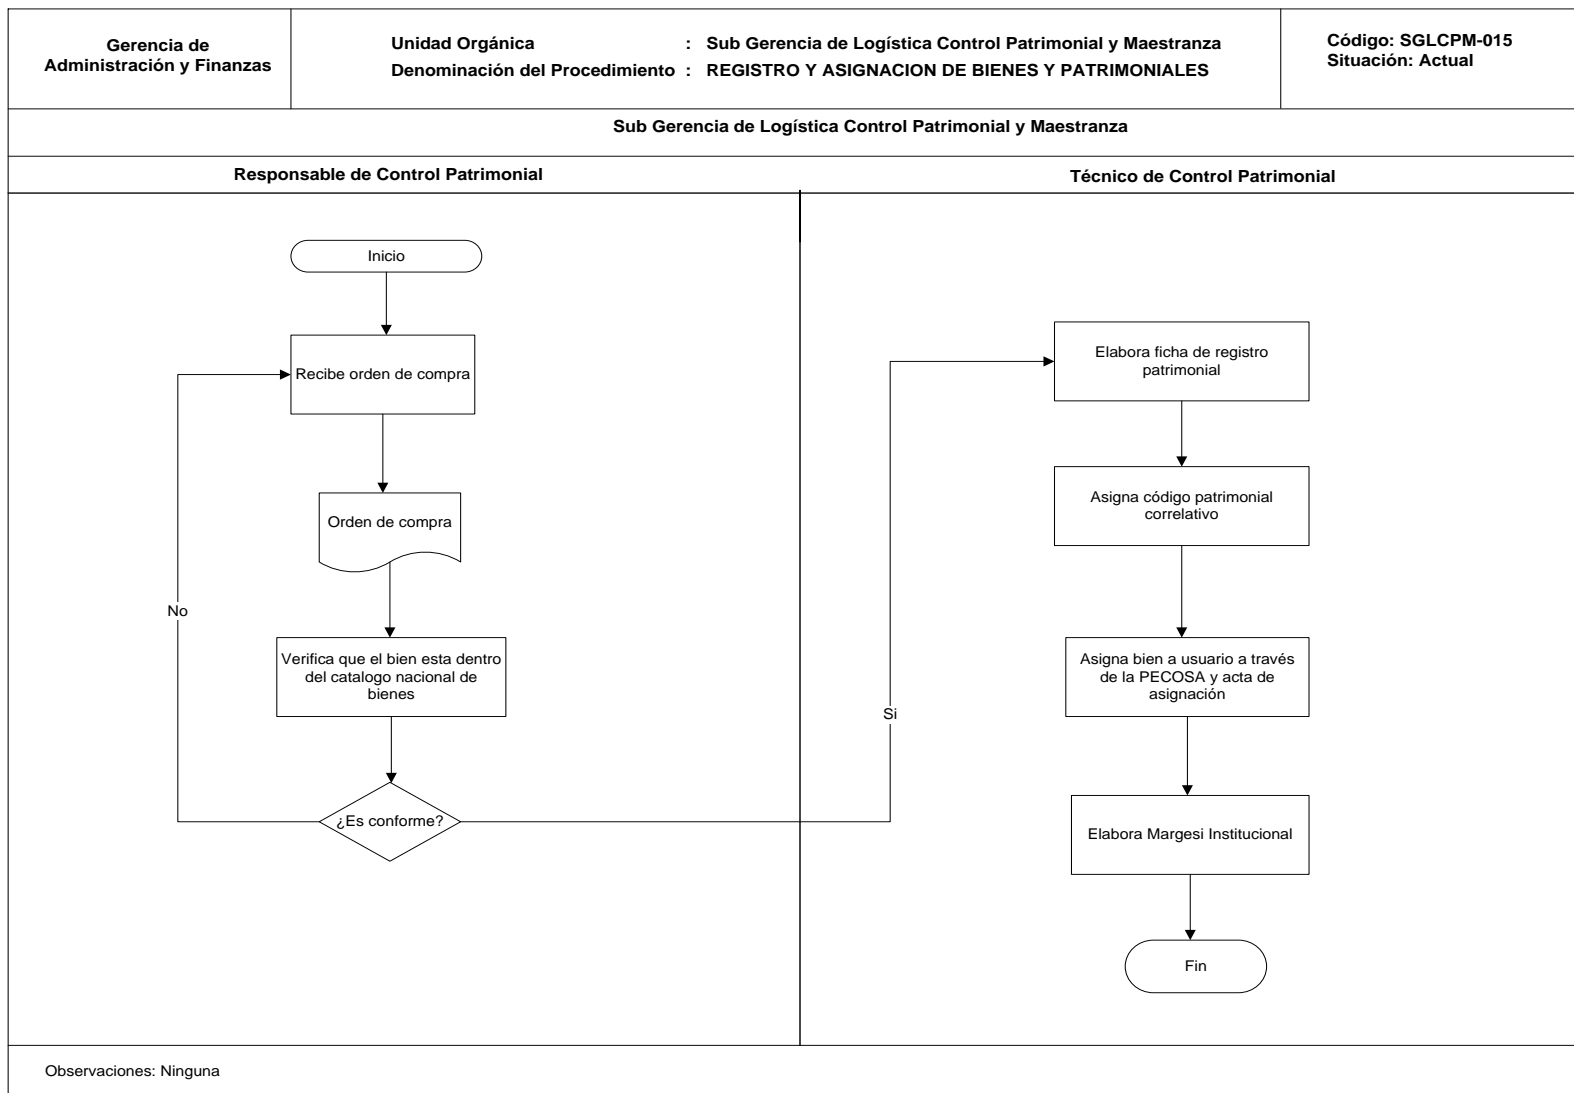 Gerencia de
Administración y Finanzas
Unidad Orgánica : Sub Gerencia de Logística Control Patrimonial y Maestranza
Denominación del Procedimiento : REGISTRO Y ASIGNACION DE BIENES Y PATRIMONIALES
Código: SGLCPM-015
Situación: Actual
Sub Gerencia de Logística Control Patrimonial y Maestranza
Responsable de Control Patrimonial
Técnico de Control Patrimonial
Inicio
Recibe orden de compra
Orden de compra
No
Verifica que el bien esta dentro
del catalogo nacional de
bienes
¿Es conforme?
Si
Elabora ficha de registro
patrimonial
Asigna código patrimonial
correlativo
Asigna bien a usuario a través
de la PECOSA y acta de
asignación
Elabora Margesi Institucional
Fin
Observaciones: Ninguna